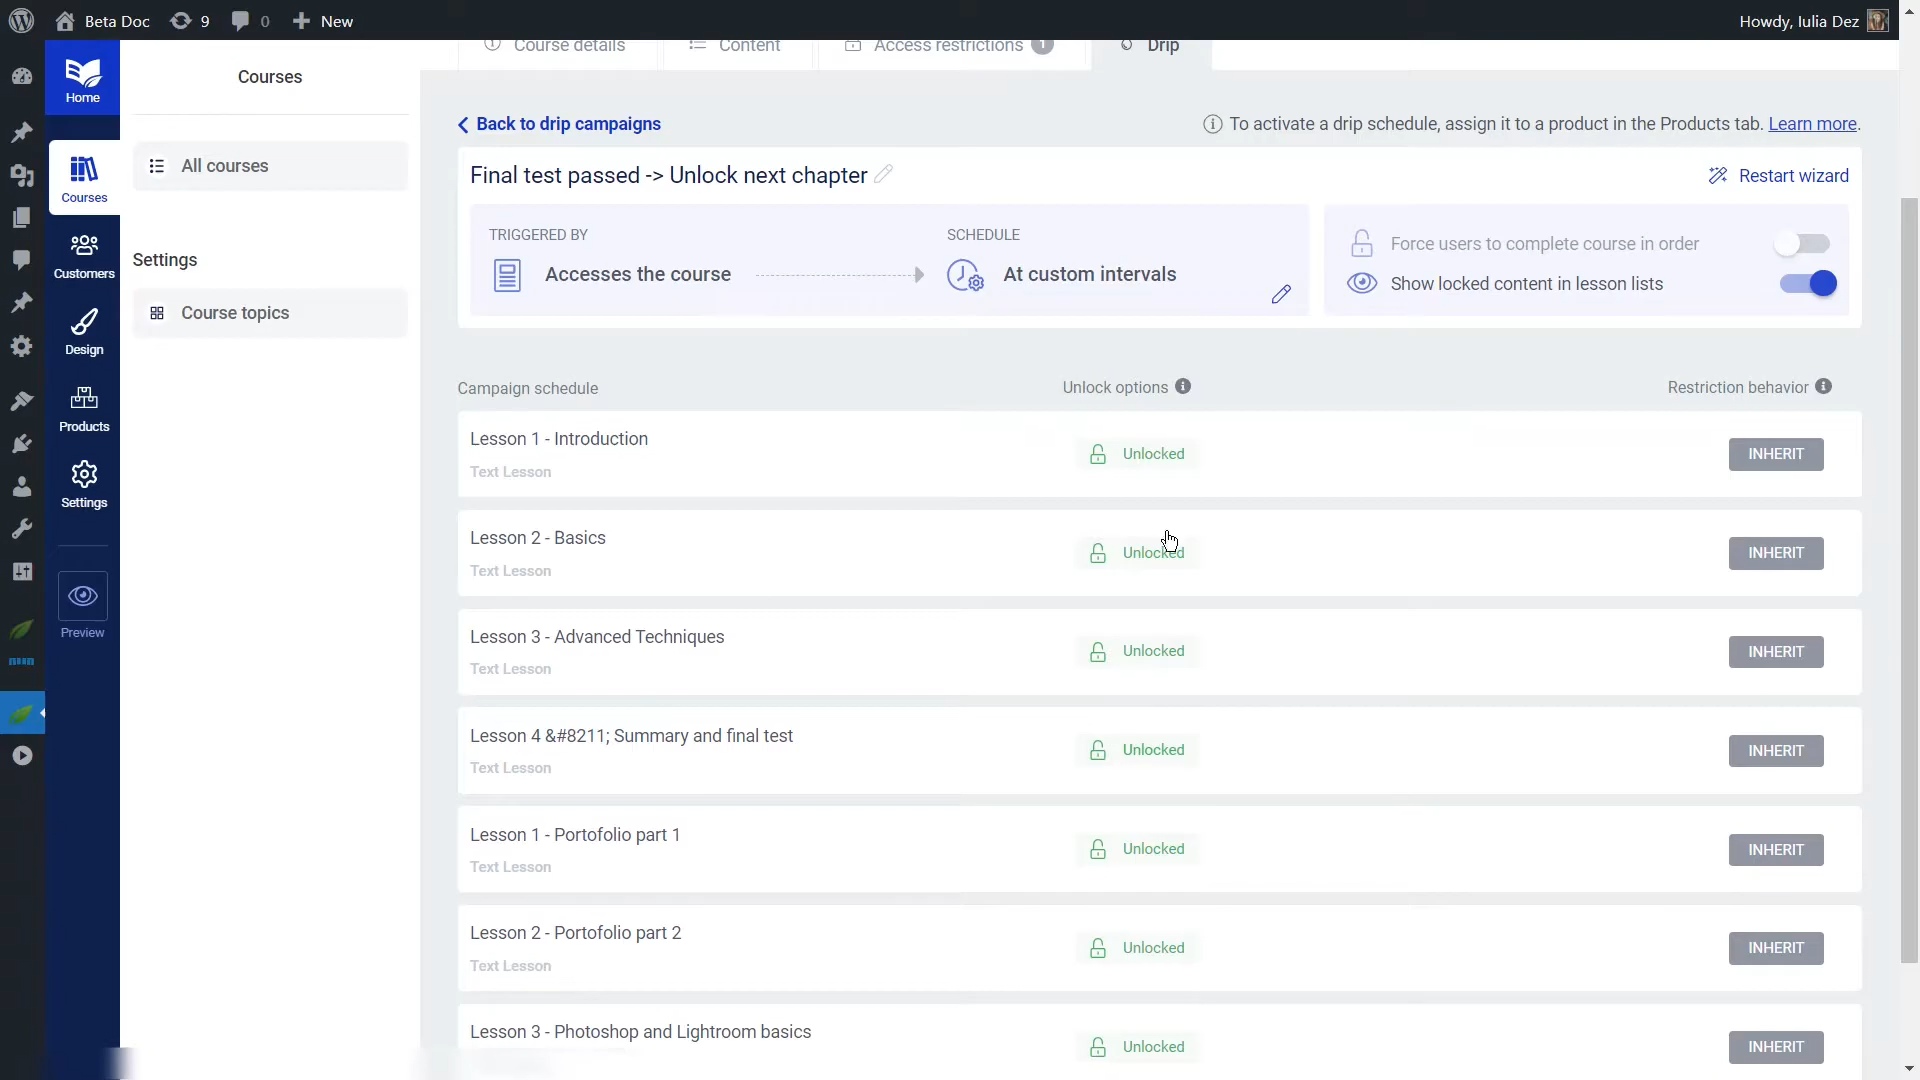 Beta Doc 9 0 New Howdy, Iulia Dez
Course details Content Access restrictions 1 Drip
Home
Courses
Customers
Design
Products
Settings
Preview
Courses
All courses
Settings
Course topics
Back to drip campaigns
To activate a drip schedule, assign it to a product in the Products tab. Learn more.
Final test passed -> Unlock next chapter
Restart wizard
TRIGGERED BY
Accesses the course
SCHEDULE
At custom intervals
Force users to complete course in order
Show locked content in lesson lists
Campaign schedule Unlock options Restriction behavior
Lesson 1 - Introduction
Text Lesson
Unlocked
INHERIT
Lesson 2 - Basics
Text Lesson
Unlocked
INHERIT
Lesson 3 - Advanced Techniques
Text Lesson
Unlocked
INHERIT
Lesson 4 &#8211; Summary and final test
Text Lesson
Unlocked
INHERIT
Lesson 1 - Portofolio part 1
Text Lesson
Unlocked
INHERIT
Lesson 2 - Portofolio part 2
Text Lesson
Unlocked
INHERIT
Lesson 3 - Photoshop and Lightroom basics
Unlocked
INHERIT